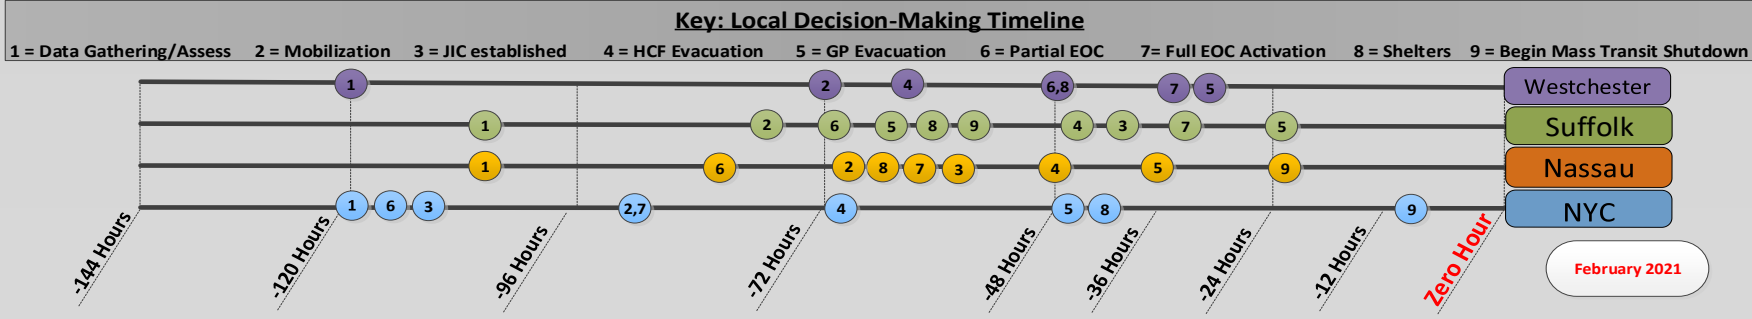 Key: Local Decision-Making Timeline
1 = Data Gathering/Assess 2 = Mobilization 3 = JIC established 4 = HCF Evacuation 5 = GP Evacuation 6 = Partial EOC 7= Full EOC Activation 8 = Shelters 9 = Begin Mass Transit Shutdown
1 2 4 6,8 7 5 Westchester
1 2 6 5 8 9 4 3 7 5 Suffolk
1 6 2 8 7 3 4 5 9 Nassau
1 6 3 2,7 4 5 8 9 NYC
-144 Hours -120 Hours -96 Hours -72 Hours -48 Hours -36 Hours -24 Hours -12 Hours Zero Hour
February 2021